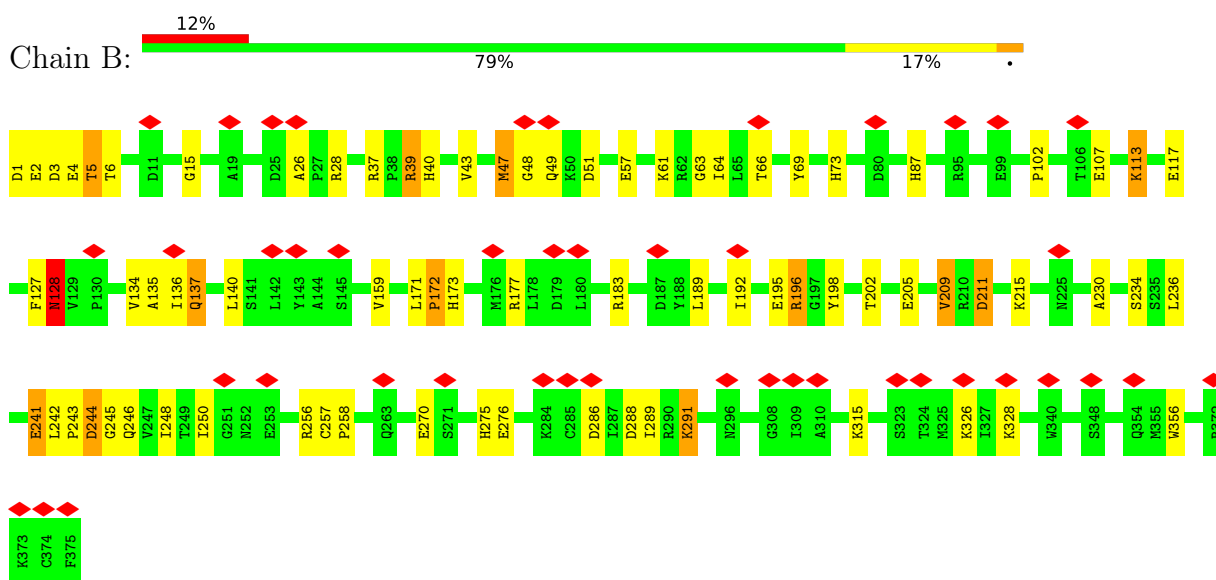 12%
Chain B:
79% 17% •
D1 E2 D3 E4 T5 T6 D11 G15 A19 D25 A26 P27 R28 R37 P38 R39 H40 V43 M47 G48 Q49 K50 D51 E57 K61 R62 G63 I64 L65 T66 Y69 H73 D80 H87 R95 E99 P102 T106 E107 K113 E117
F127 N128 V129 P130 V134 A135 I136 Q137 L140 S141 L142 Y143 A144 S145 V159 L171 P172 H173 M176 R177 L178 D179 L180 R183 D187 Y188 L189 I192 E195 R196 G197 Y198 T202 E205 V209 R210 D211 K215 N225 A230 S234 S235 L236
E241 L242 P243 D244 G245 Q246 V247 I248 T249 I250 G251 N252 E253 R256 C257 P258 Q263 E270 S271 H275 E276 K284 C285 D286 I287 D288 I289 R290 K291 N296 G308 I309 A310 K315 S323 T324 M325 K326 I327 K328 W340 S348 Q354 M355 W356
K373 C374 F375